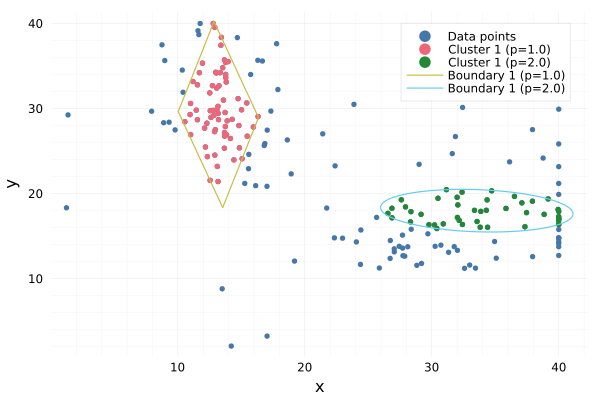 40
30
20
10
y
10
20
30
40
x
Data points
Cluster 1 (p=1.0)
Cluster 1 (p=2.0)
Boundary 1 (p=1.0)
Boundary 1 (p=2.0)